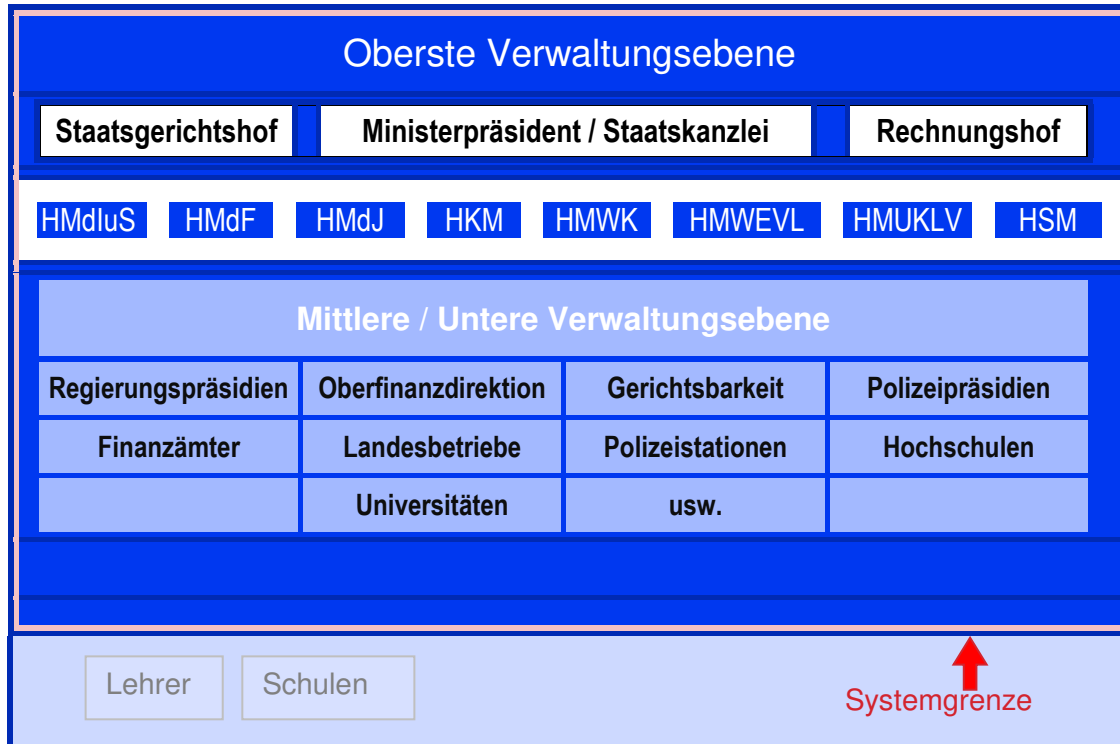 Oberste Verwaltungsebene
Staatsgerichtshof Ministerpräsident / Staatskanzlei Rechnungshof
HMdIuS HMdF HMdJ HKM HMWK HMWEVL HMUKLV HSM
Mittlere / Untere Verwaltungsebene
Regierungspräsidien Oberfinanzdirektion Gerichtsbarkeit Polizeipräsidien
Finanzämter Landesbetriebe Polizeistationen Hochschulen
Universitäten usw.
Lehrer Schulen
Systemgrenze